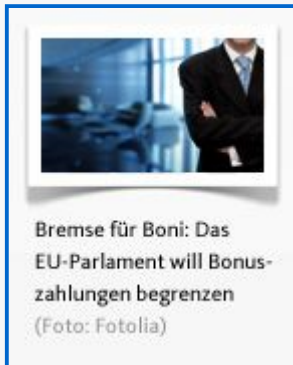 Bremse für Boni: Das
EU-Parlament will Bonus-
zahlungen begrenzen
(Foto: Fotolia)